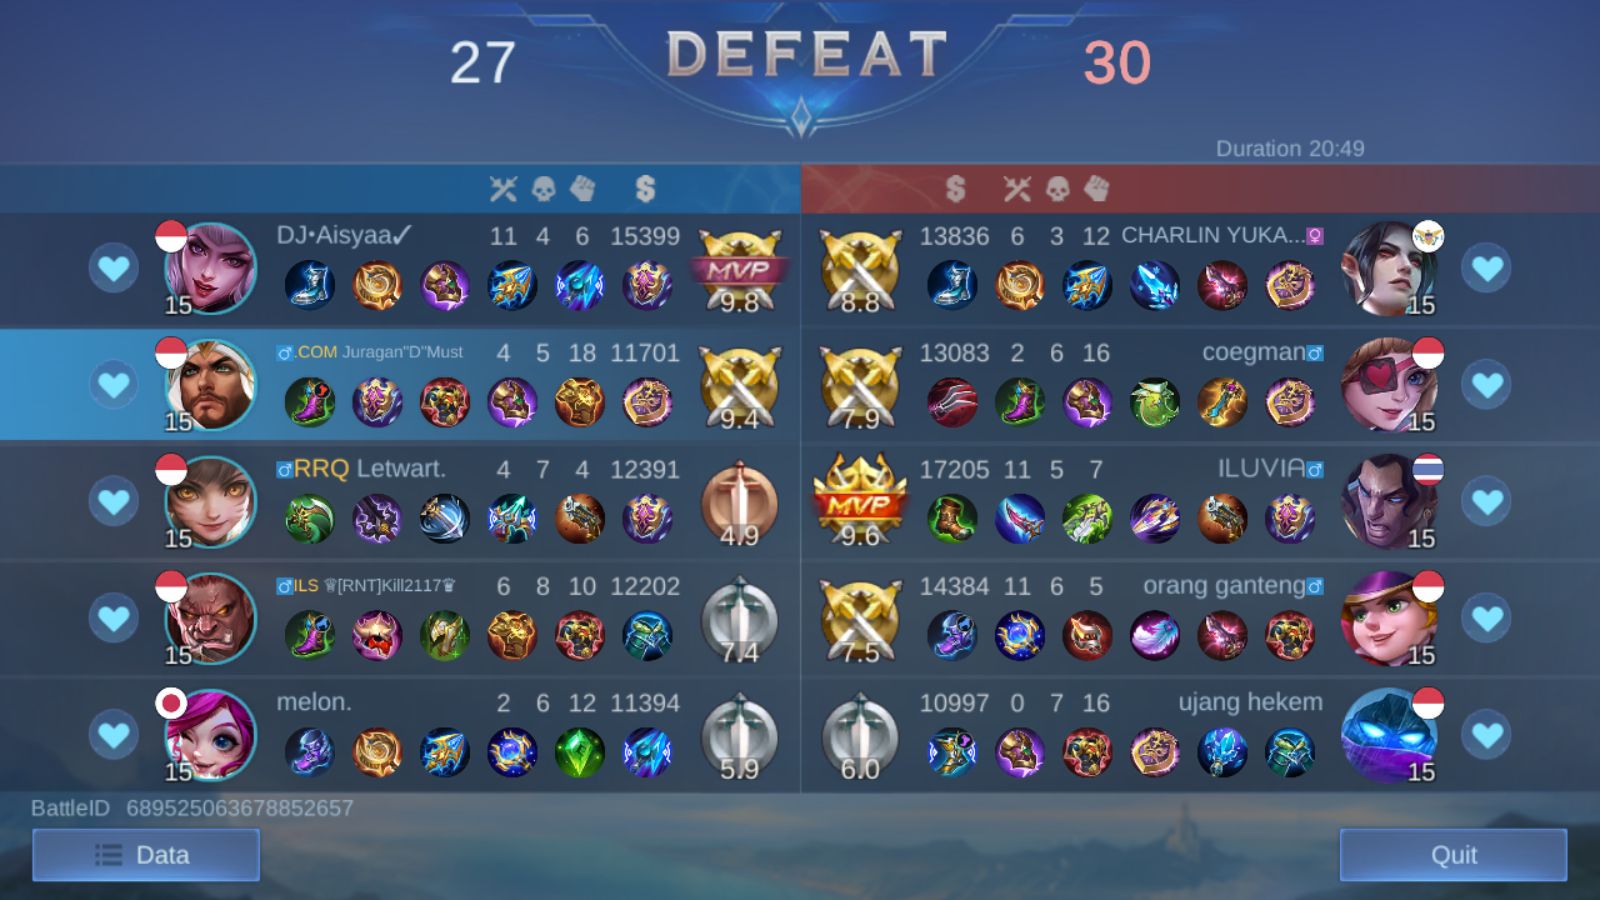 27 DEFEAT 30
Duration 20:49
DJ•Aisyaa✓ 11 4 6 15399 MVP 9.8 15
13836 6 3 12 CHARLIN YUKA...♀ 8.8 15
♂.COM Juragan"D"Must 4 5 18 11701 9.4 15
13083 2 6 16 coegman♂ 7.9 15
♂RRQ Letwart. 4 7 4 12391 4.9 15
17205 11 5 7 ILUVIA♂ MVP 9.6 15
♂ILS ♕[RNT]Kill2117♕ 6 8 10 12202 7.4 15
14384 11 6 5 orang ganteng♂ 7.5 15
melon. 2 6 12 11394 5.9 15
10997 0 7 16 ujang hekem 6.0 15
BattleID 689525063678852657
Data
Quit